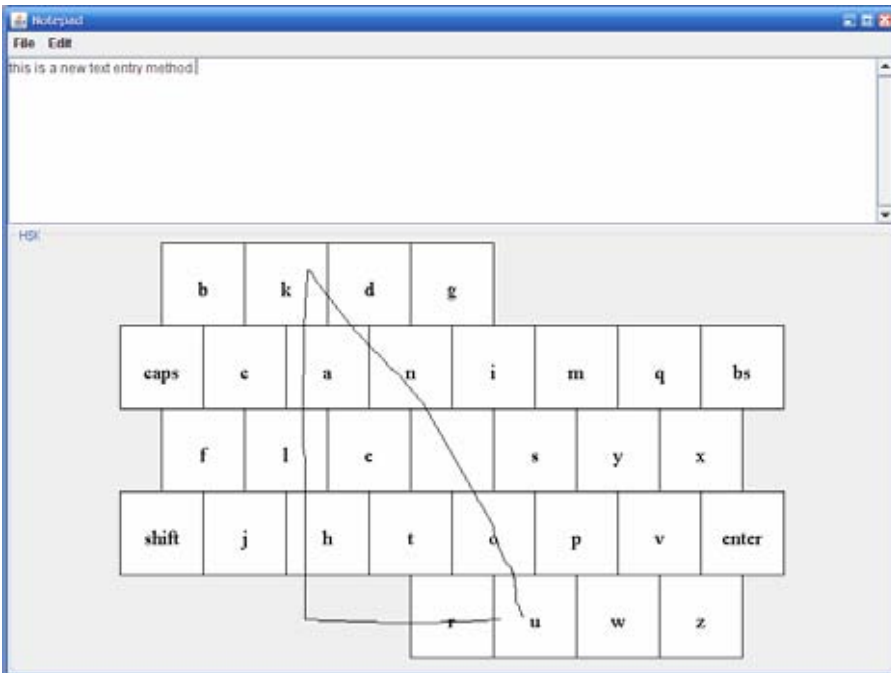 Notepad
File Edit
this is a new text entry method.
HSK
b k d g
caps c a n i m q bs
f l e s y x
shift j h t o p v enter
r u w z